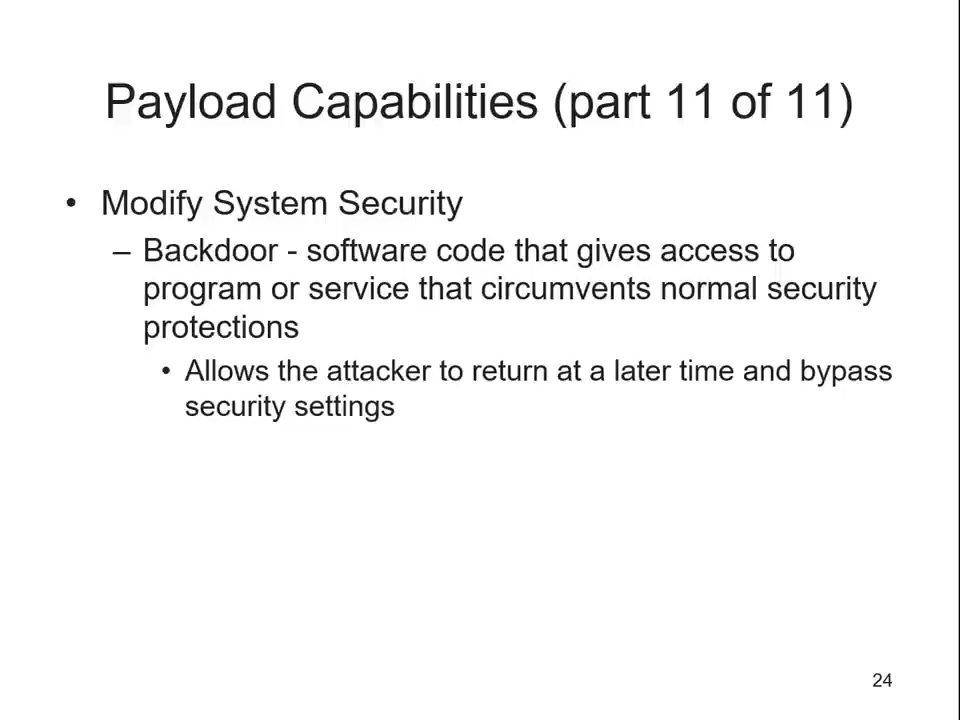 Payload Capabilities (part 11 of 11)
• Modify System Security
– Backdoor - software code that gives access to
program or service that circumvents normal security
protections
• Allows the attacker to return at a later time and bypass
security settings
24